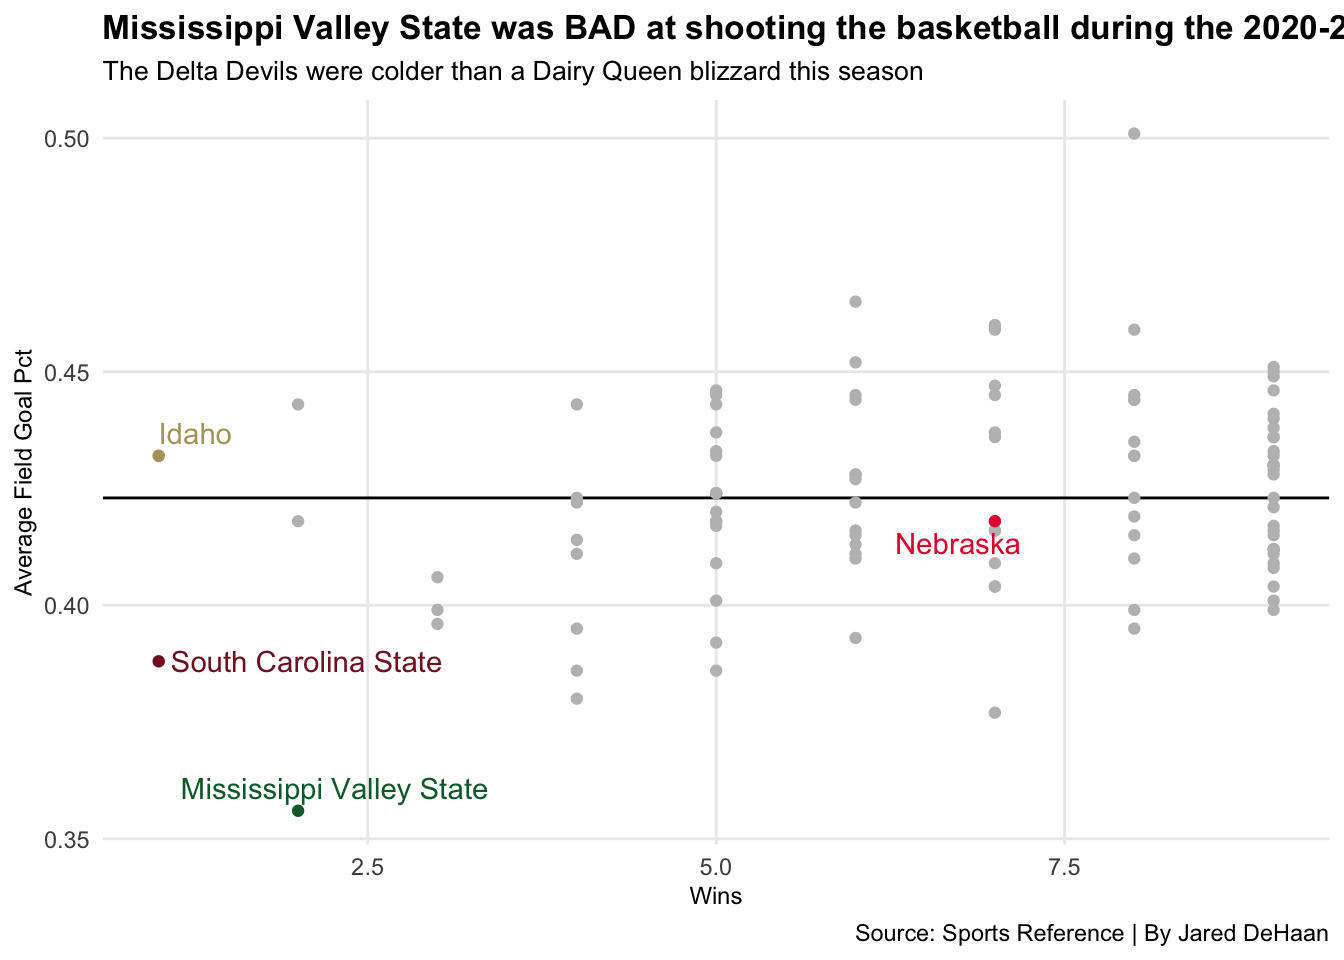 Mississippi Valley State was BAD at shooting the basketball during the 2020-2
The Delta Devils were colder than a Dairy Queen blizzard this season
0.50
0.45
0.40
0.35
Average Field Goal Pct
Idaho
Nebraska
South Carolina State
Mississippi Valley State
2.5 5.0 7.5
Wins
Source: Sports Reference | By Jared DeHaan